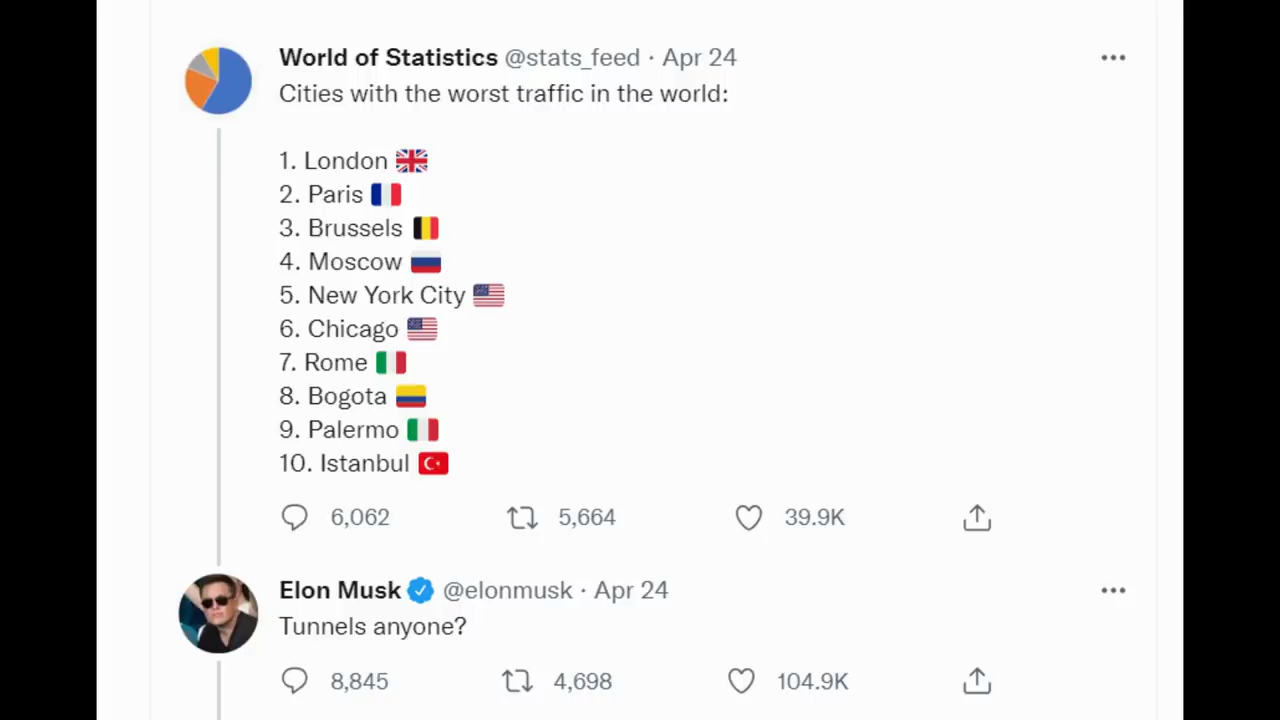 World of Statistics @stats_feed · Apr 24
Cities with the worst traffic in the world:
1. London 🇬🇧
2. Paris 🇫🇷
3. Brussels 🇧🇪
4. Moscow 🇷🇺
5. New York City 🇺🇸
6. Chicago 🇺🇸
7. Rome 🇮🇹
8. Bogota 🇨🇴
9. Palermo 🇮🇹
10. Istanbul 🇹🇷
6,062 5,664 39.9K
Elon Musk @elonmusk · Apr 24
Tunnels anyone?
8,845 4,698 104.9K